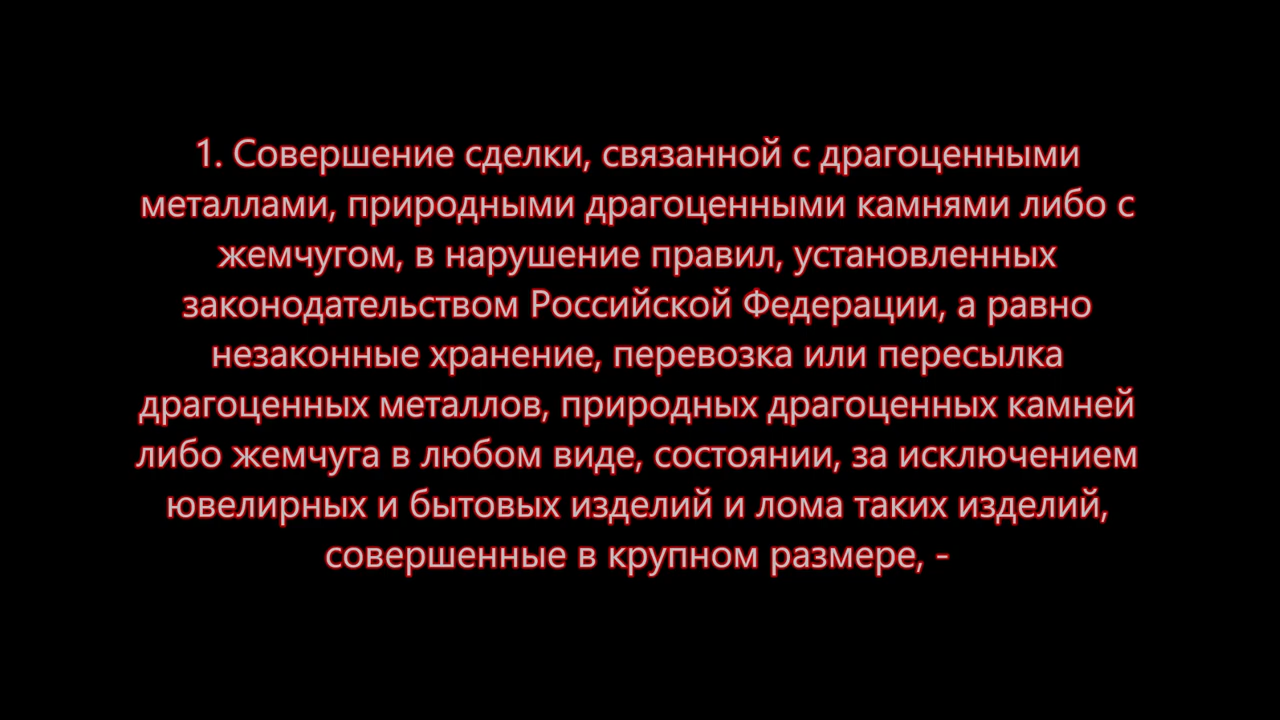 1. Совершение сделки, связанной с драгоценными
металлами, природными драгоценными камнями либо с
жемчугом, в нарушение правил, установленных
законодательством Российской Федерации, а равно
незаконные хранение, перевозка или пересылка
драгоценных металлов, природных драгоценных камней
либо жемчуга в любом виде, состоянии, за исключением
ювелирных и бытовых изделий и лома таких изделий,
совершенные в крупном размере, -